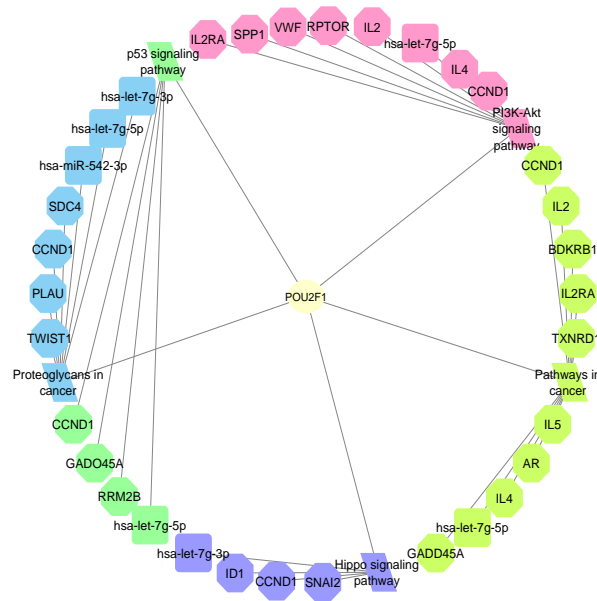 IL2RA
SPP1
VWF
RPTOR
IL2
hsa-let-7g-5p
IL4
CCND1
PI3K-Akt
signaling
pathway
p53 signaling
pathway
hsa-let-7g-3p
hsa-let-7g-5p
hsa-miR-542-3p
SDC4
CCND1
PLAU
TWIST1
Proteoglycans in
cancer
POU2F1
CCND1
IL2
BDKRB1
IL2RA
TXNRD1
Pathways in
cancer
IL5
AR
IL4
hsa-let-7g-5p
GADD45A
CCND1
GADO45A
RRM2B
hsa-let-7g-5p
hsa-let-7g-3p
ID1
CCND1
SNAI2
Hippo signaling
pathway